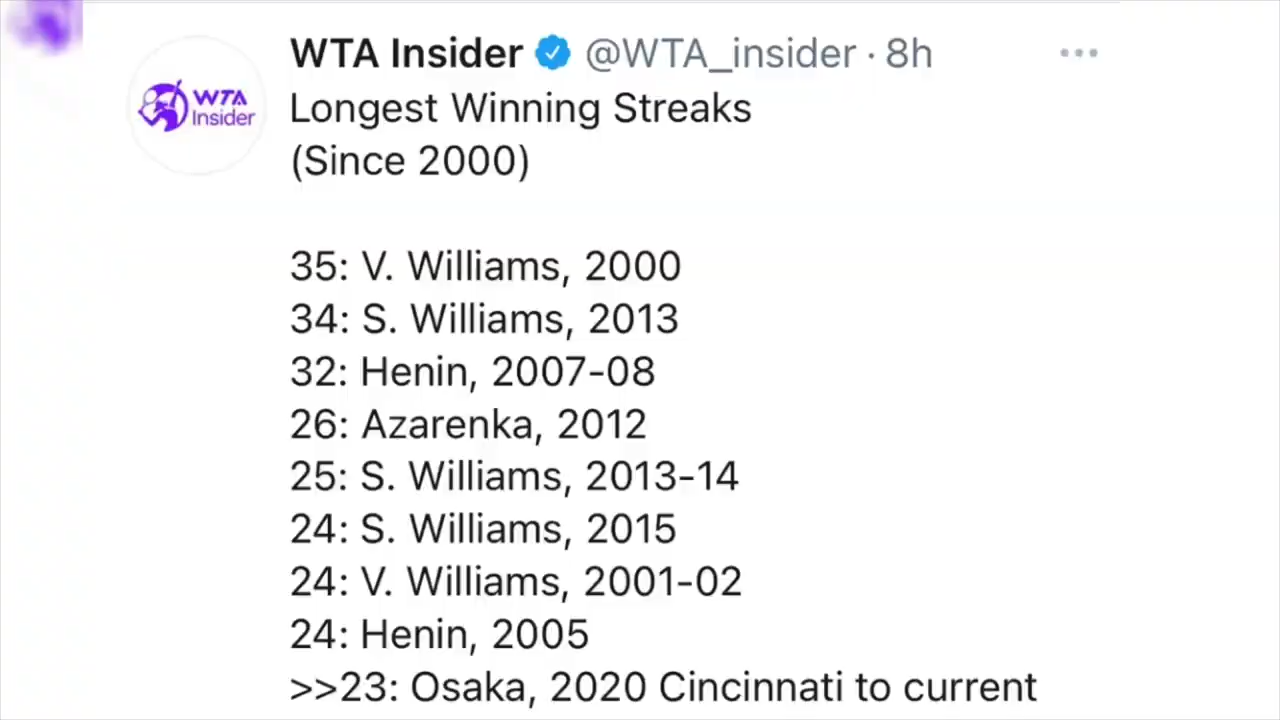 WTA Insider @WTA_insider · 8h
WTA
Insider
Longest Winning Streaks
(Since 2000)
35: V. Williams, 2000
34: S. Williams, 2013
32: Henin, 2007-08
26: Azarenka, 2012
25: S. Williams, 2013-14
24: S. Williams, 2015
24: V. Williams, 2001-02
24: Henin, 2005
>>23: Osaka, 2020 Cincinnati to current